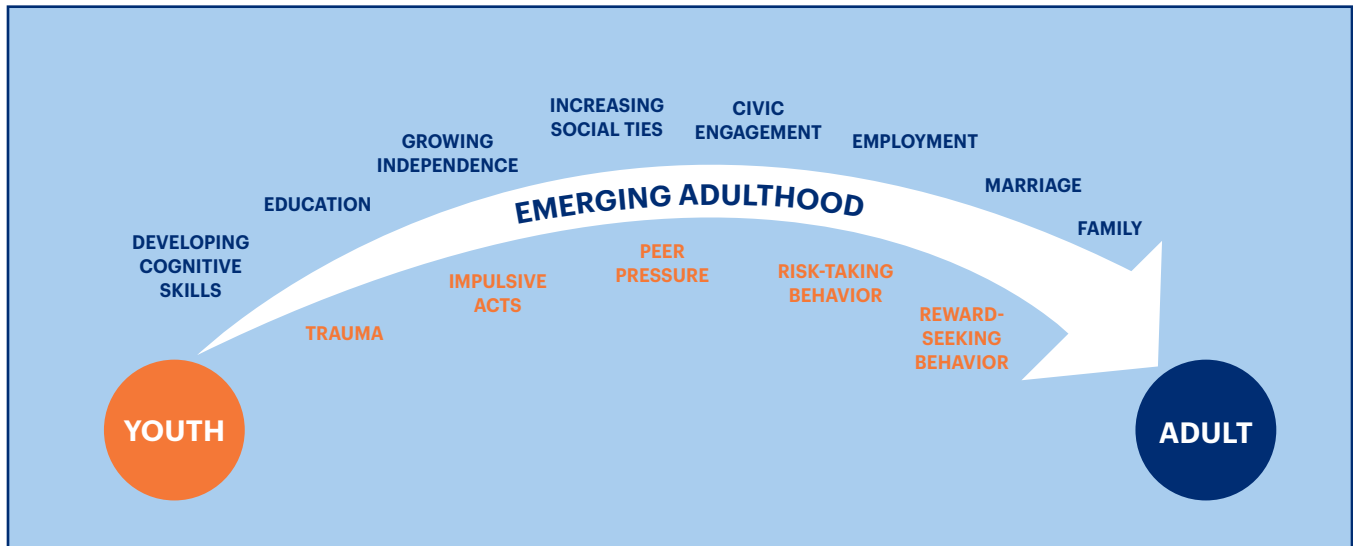 INCREASING
SOCIAL TIES
CIVIC
ENGAGEMENT
GROWING
INDEPENDENCE
EMPLOYMENT
EDUCATION
MARRIAGE
FAMILY
DEVELOPING
COGNITIVE
SKILLS
EMERGING ADULTHOOD
TRAUMA
IMPULSIVE
ACTS
PEER
PRESSURE
RISK-TAKING
BEHAVIOR
REWARD-
SEEKING
BEHAVIOR
YOUTH
ADULT